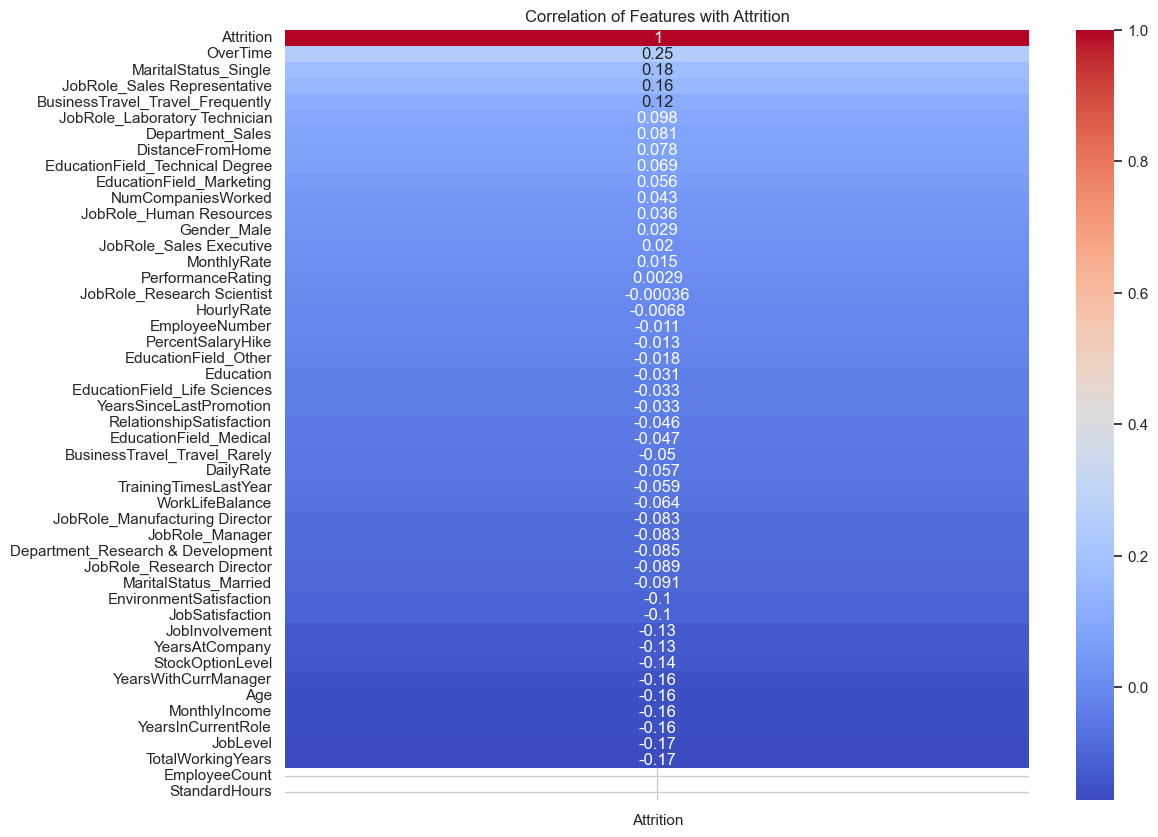 Correlation of Features with Attrition
Attrition 1
OverTime 0.25
MaritalStatus_Single 0.18
JobRole_Sales Representative 0.16
BusinessTravel_Travel_Frequently 0.12
JobRole_Laboratory Technician 0.098
Department_Sales 0.081
DistanceFromHome 0.078
EducationField_Technical Degree 0.069
EducationField_Marketing 0.056
NumCompaniesWorked 0.043
JobRole_Human Resources 0.036
Gender_Male 0.029
JobRole_Sales Executive 0.02
MonthlyRate 0.015
PerformanceRating 0.0029
JobRole_Research Scientist -0.00036
HourlyRate -0.0068
EmployeeNumber -0.011
PercentSalaryHike -0.013
EducationField_Other -0.018
Education -0.031
EducationField_Life Sciences -0.033
YearsSinceLastPromotion -0.033
RelationshipSatisfaction -0.046
EducationField_Medical -0.047
BusinessTravel_Travel_Rarely -0.05
DailyRate -0.057
TrainingTimesLastYear -0.059
WorkLifeBalance -0.064
JobRole_Manufacturing Director -0.083
JobRole_Manager -0.083
Department_Research & Development -0.085
JobRole_Research Director -0.089
MaritalStatus_Married -0.091
EnvironmentSatisfaction -0.1
JobSatisfaction -0.1
JobInvolvement -0.13
YearsAtCompany -0.13
StockOptionLevel -0.14
YearsWithCurrManager -0.16
Age -0.16
MonthlyIncome -0.16
YearsInCurrentRole -0.16
JobLevel -0.17
TotalWorkingYears -0.17
EmployeeCount
StandardHours
Attrition
1.0
0.8
0.6
0.4
0.2
0.0